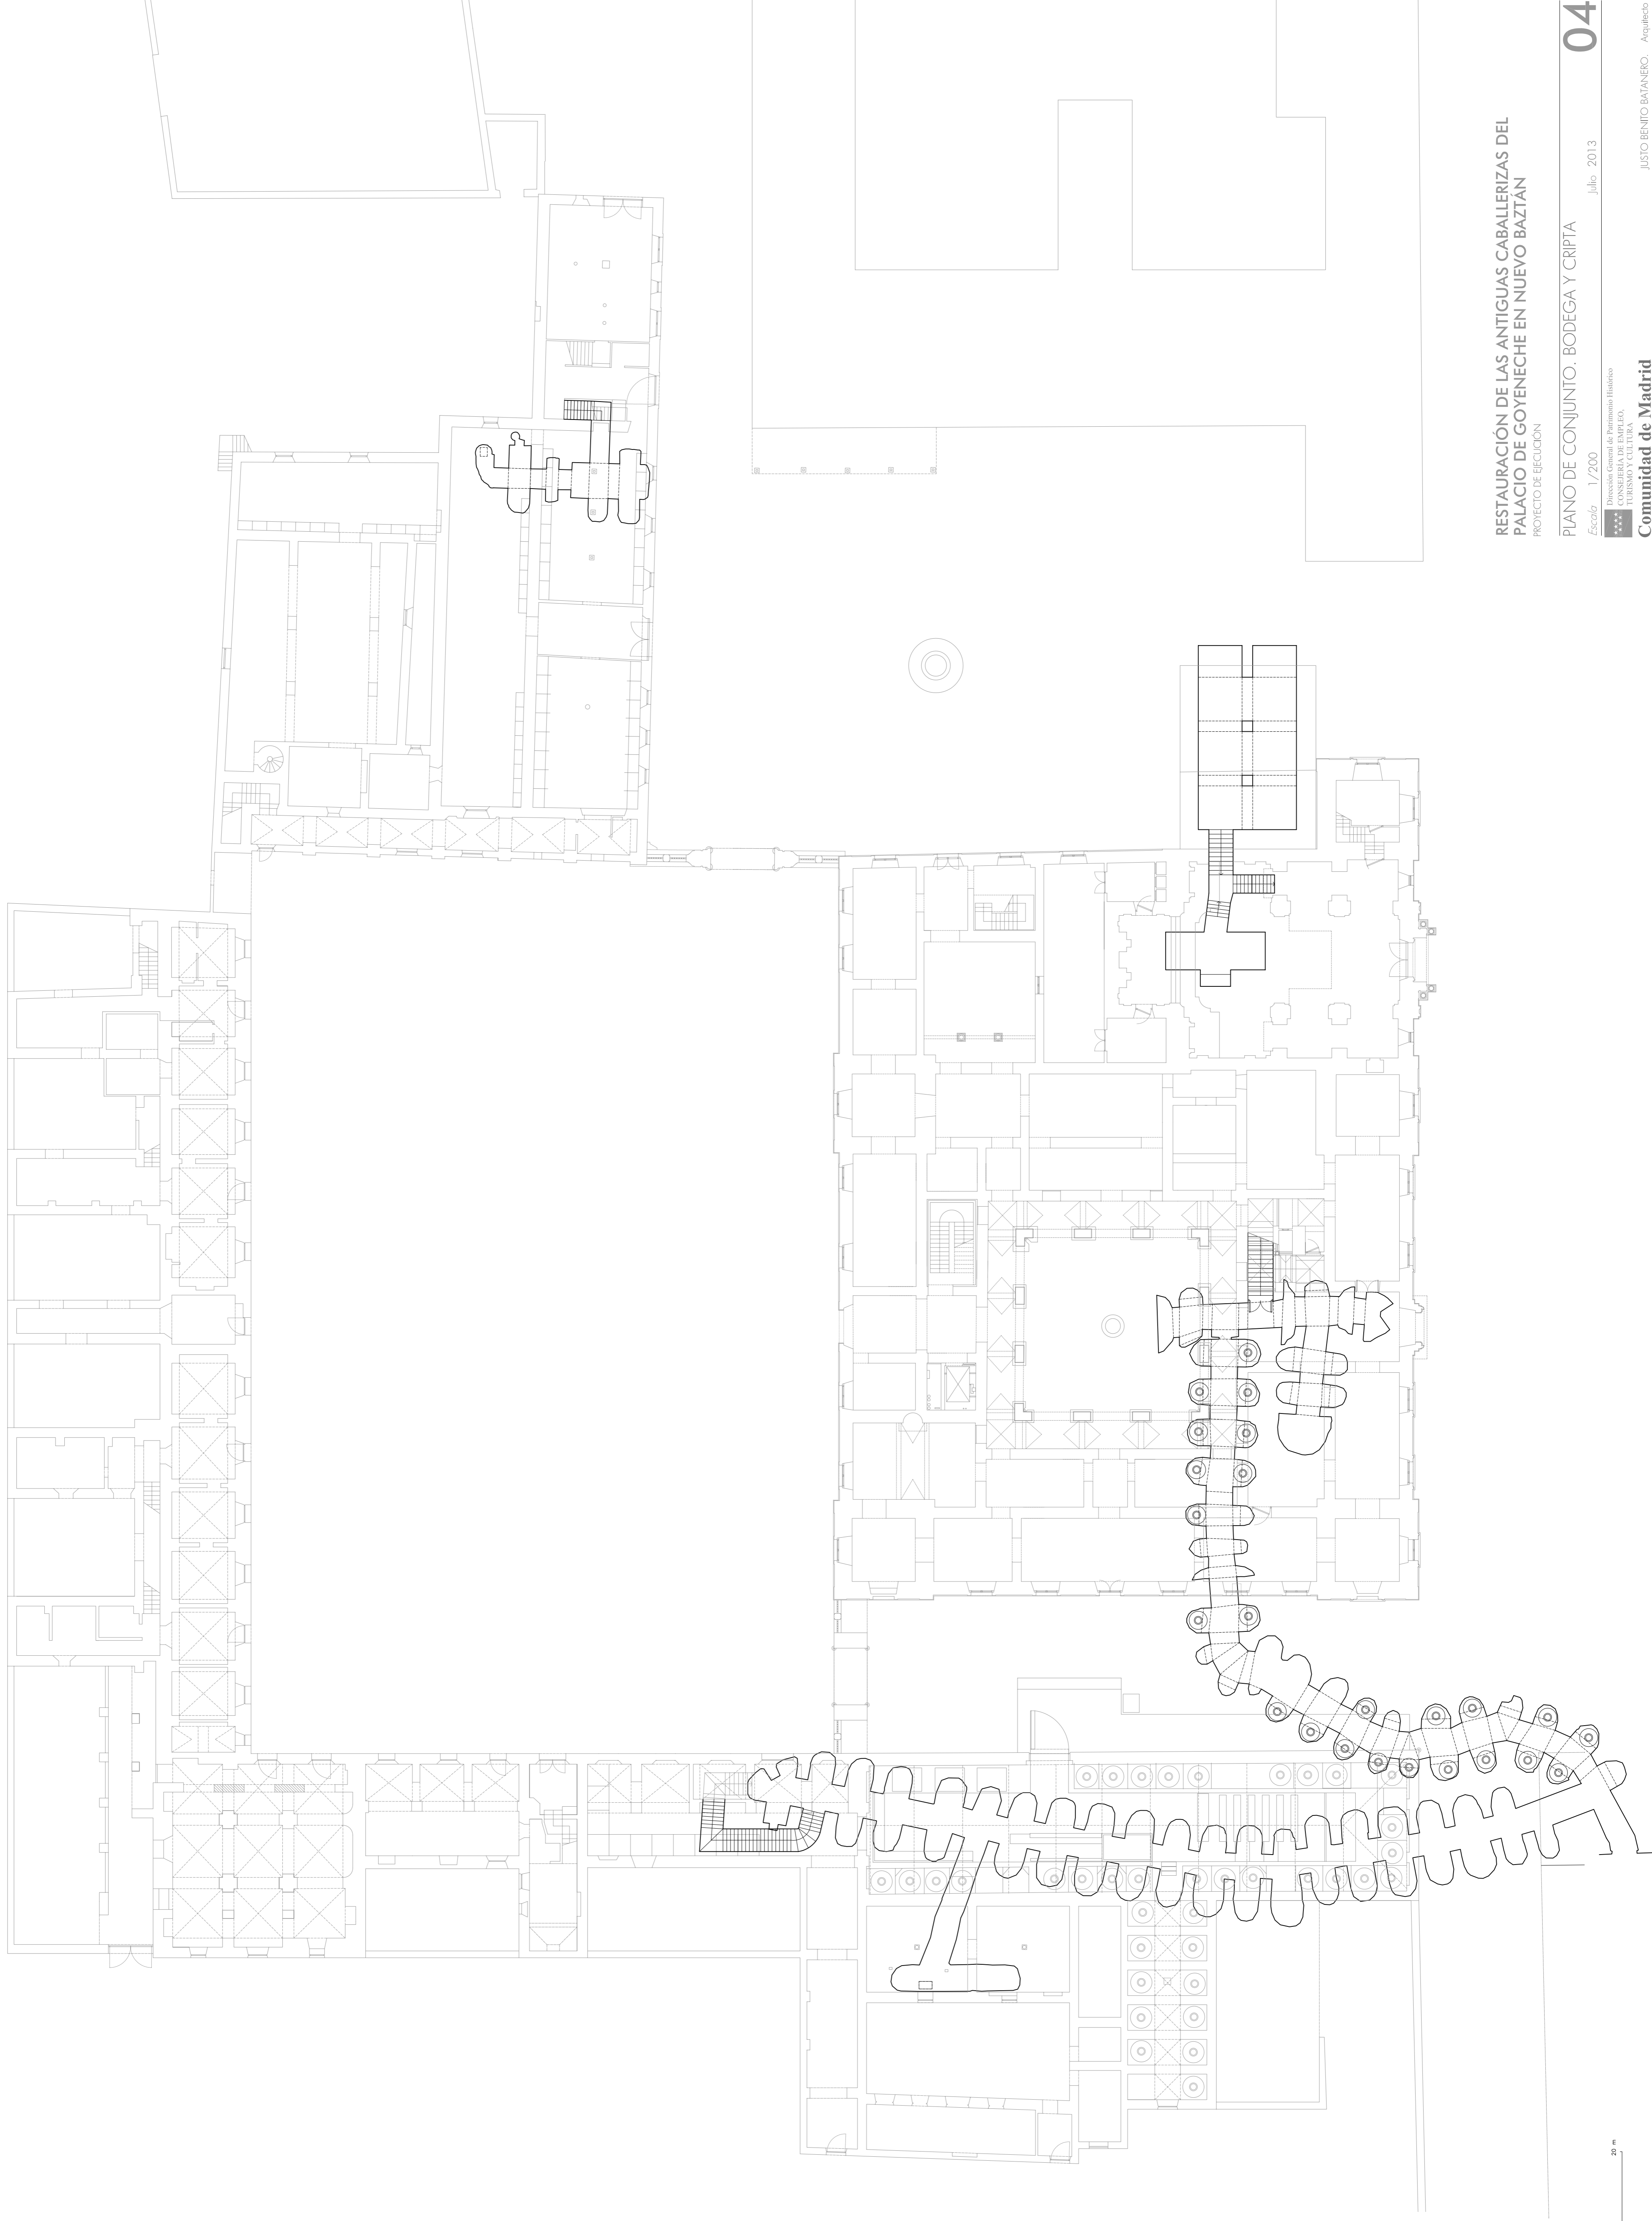 RESTAURACIÓN DE LAS ANTIGUAS CABALLERIZAS DEL
PALACIO DE GOYENECHE EN NUEVO BAZTÁN
PROYECTO DE EJECUCIÓN
PLANO DE CONJUNTO. BODEGA Y CRIPTA
04
Escala 1/200
Julio 2013
Dirección General de Patrimonio Histórico
CONSEJERÍA DE EMPLEO,
TURISMO Y CULTURA
Comunidad de Madrid
JUSTO BENITO BATANERO. Arquitecto
20 m